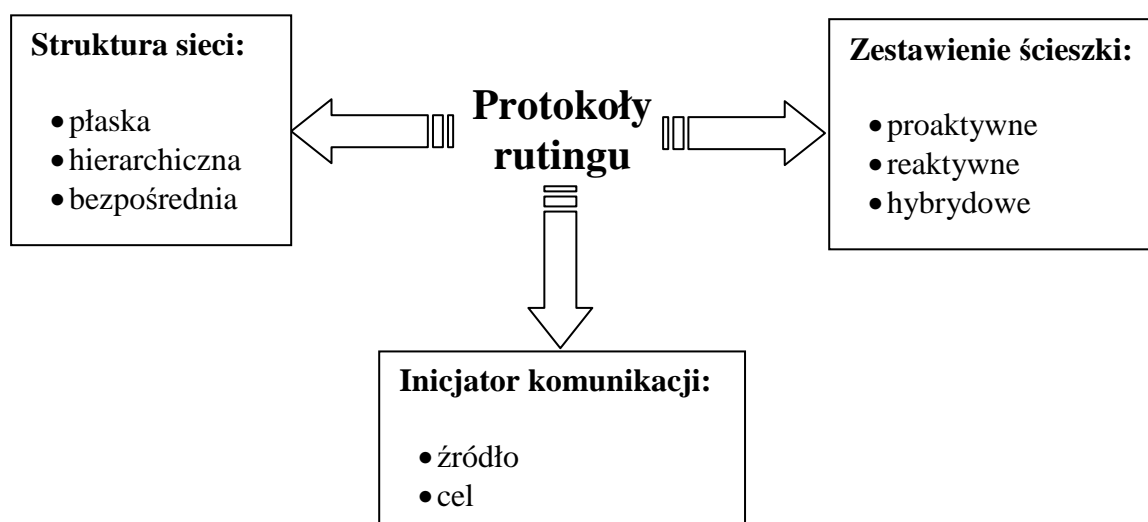 Struktura sieci:
• płaska
• hierarchiczna
• bezpośrednia
Protokoły
rutingu
Zestawienie ścieszki:
• proaktywne
• reaktywne
• hybrydowe
Inicjator komunikacji:
• źródło
• cel